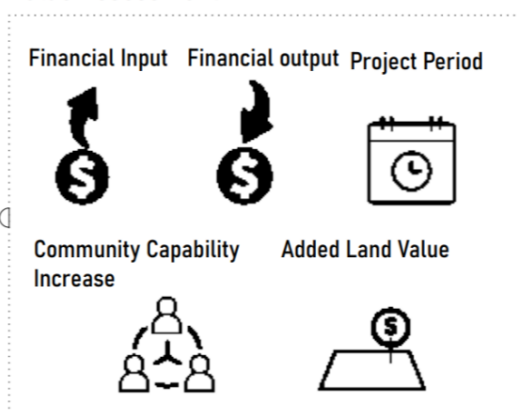 Financial Input Financial output Project Period
$ $
Community Capability Added Land Value
Increase
$